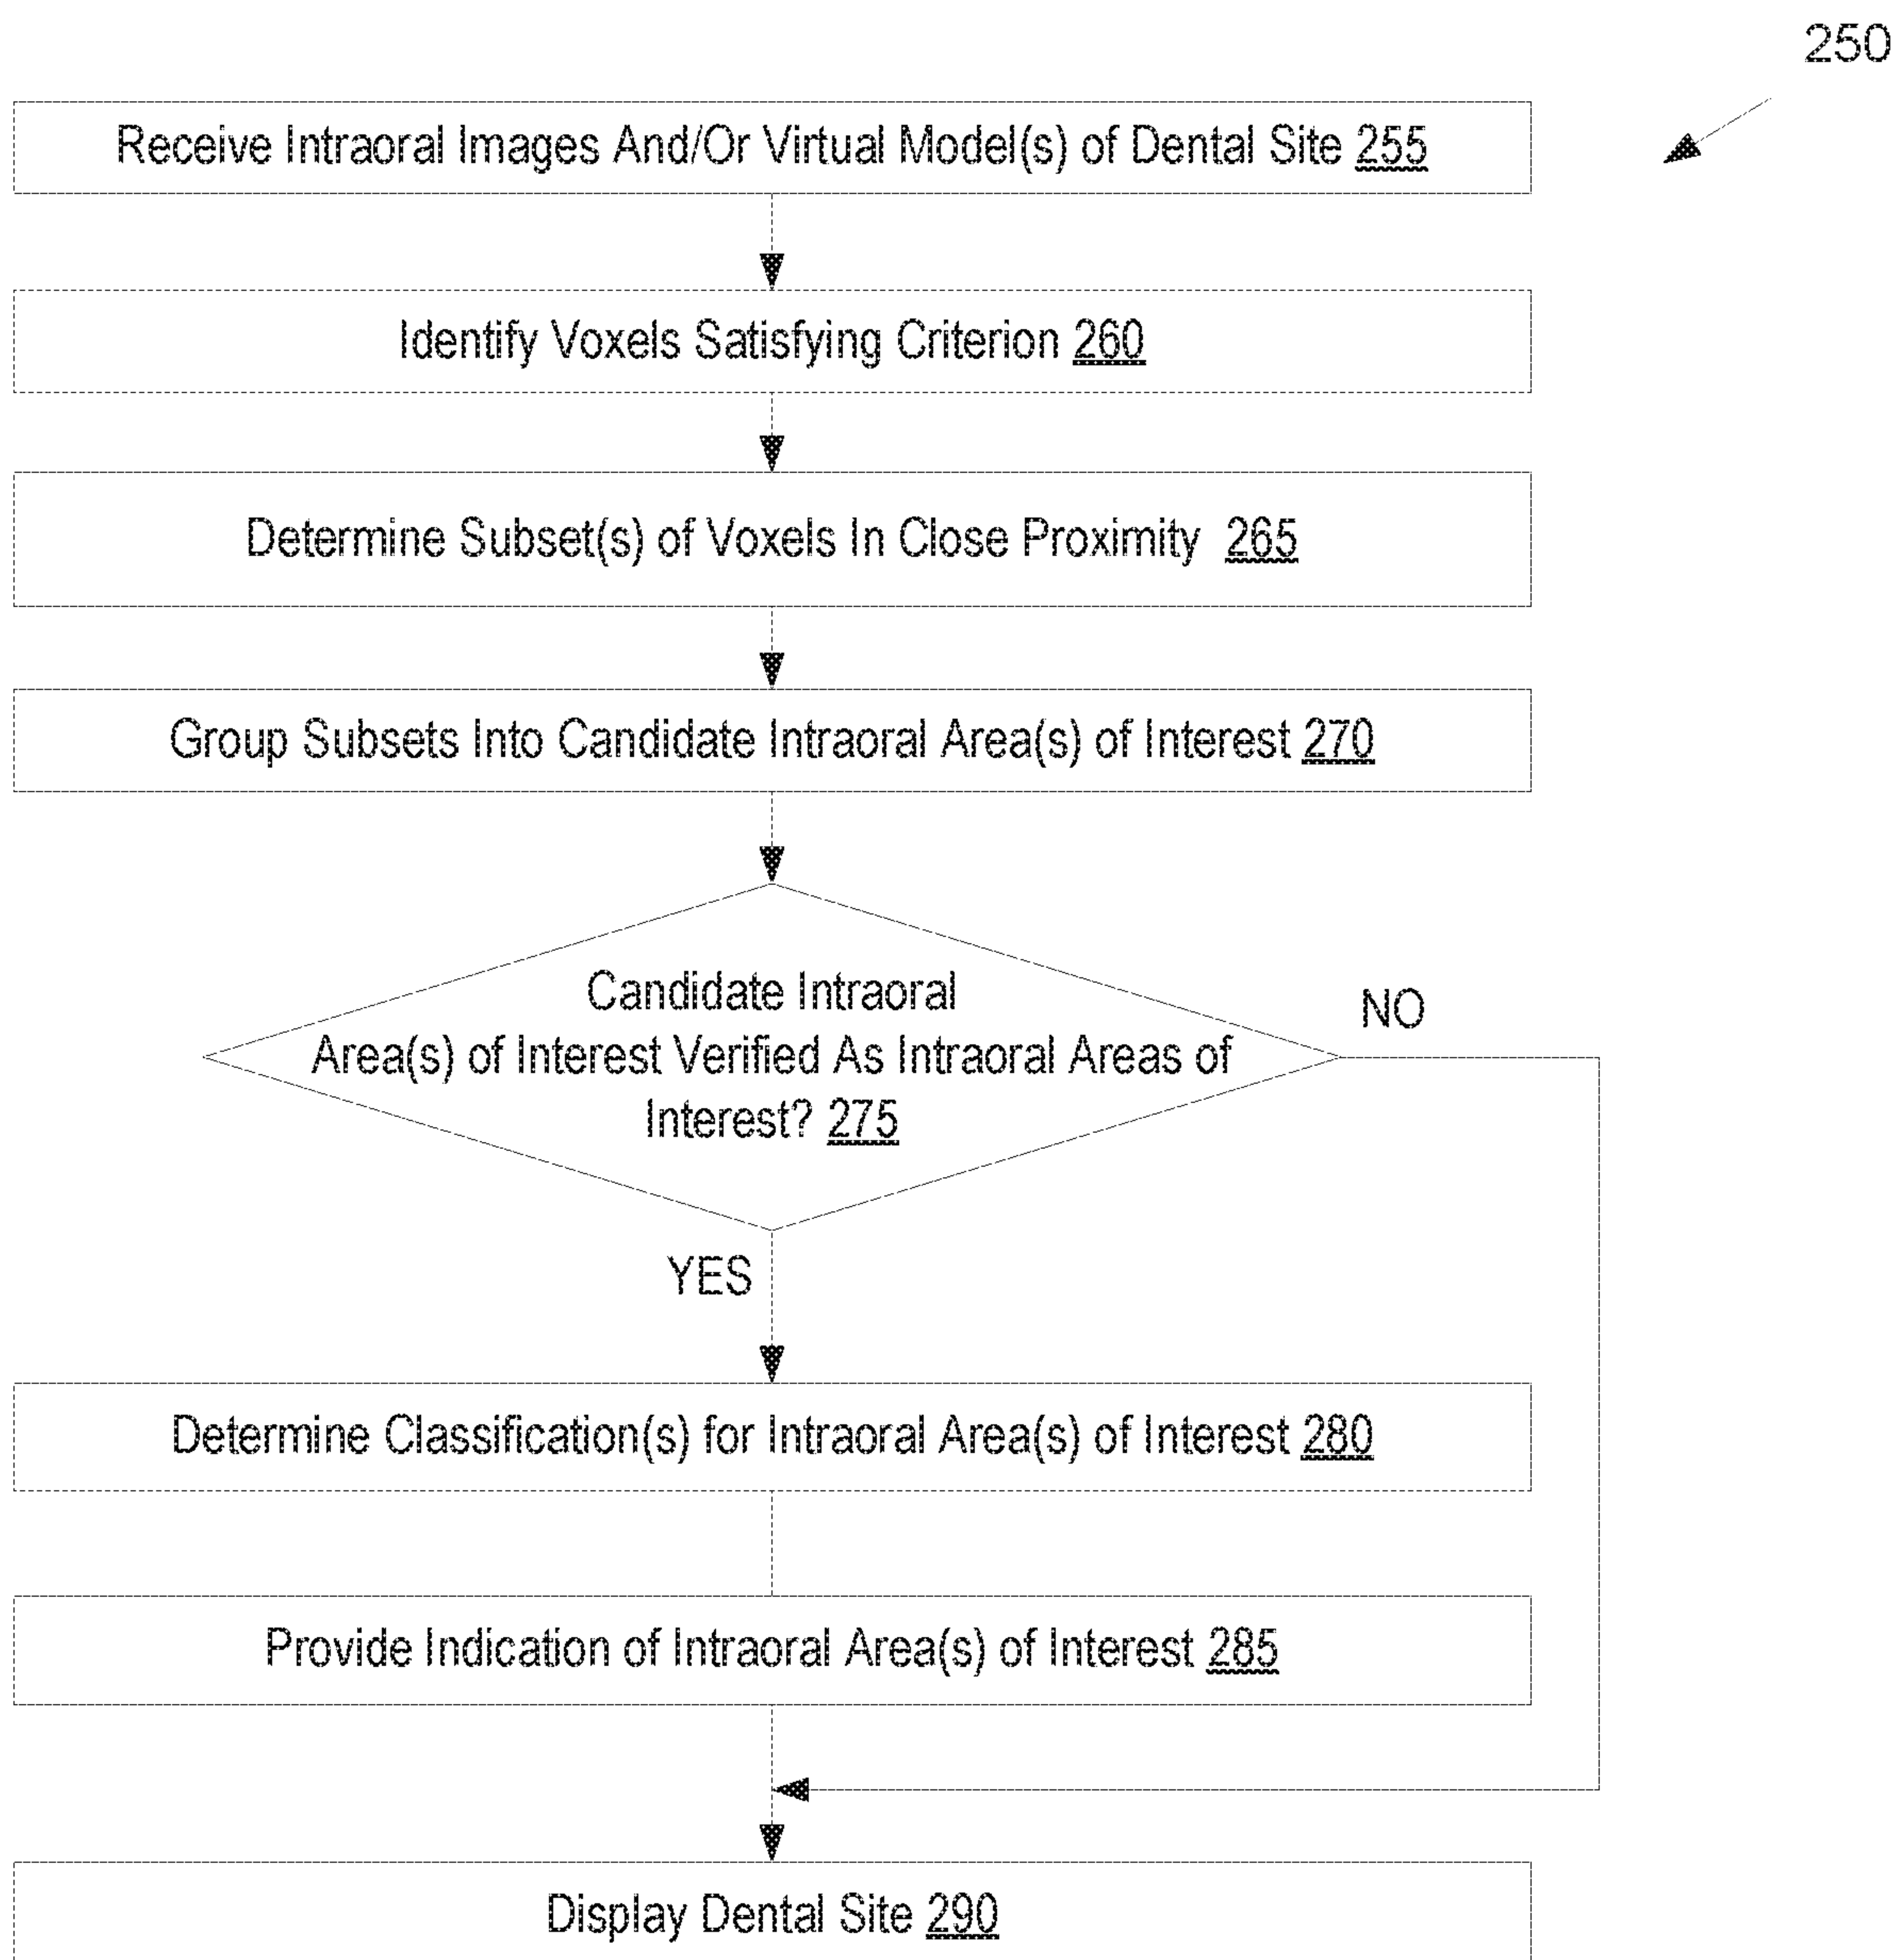 250
Receive Intraoral Images And/Or Virtual Model(s) of Dental Site 255
Identify Voxels Satisfying Criterion 260
Determine Subset(s) of Voxels In Close Proximity 265
Group Subsets Into Candidate Intraoral Area(s) of Interest 270
Candidate Intraoral
Area(s) of Interest Verified As Intraoral Areas of
Interest? 275
NO
YES
Determine Classification(s) for Intraoral Area(s) of Interest 280
Provide Indication of Intraoral Area(s) of Interest 285
Display Dental Site 290